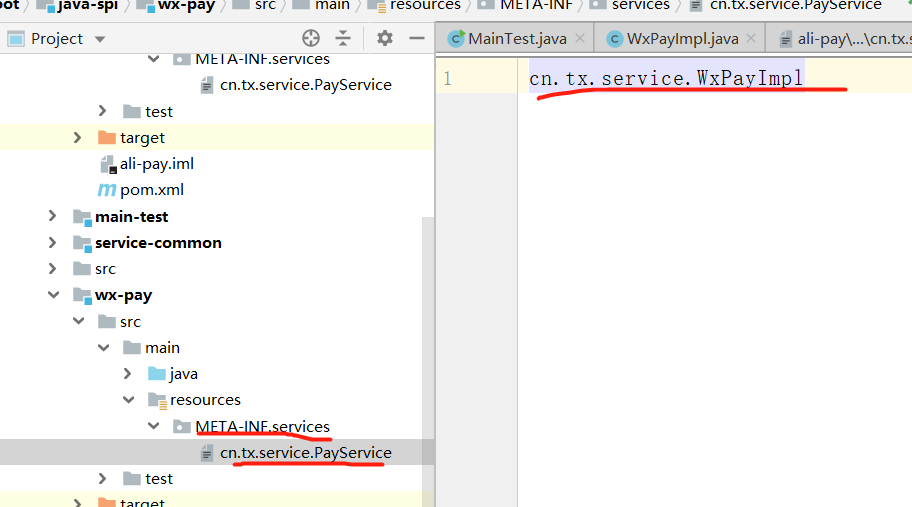 oot java-spi wx-pay src main resources META-INF services cn.tx.service.PayService
Project
MainTest.java WxPayImpl.java ali-pay\...\cn.tx.s
META-INF.services
cn.tx.service.PayService
test
target
ali-pay.iml
pom.xml
main-test
service-common
src
wx-pay
src
main
java
resources
META-INF.services
cn.tx.service.PayService
test
target
1 cn.tx.service.WxPayImpl